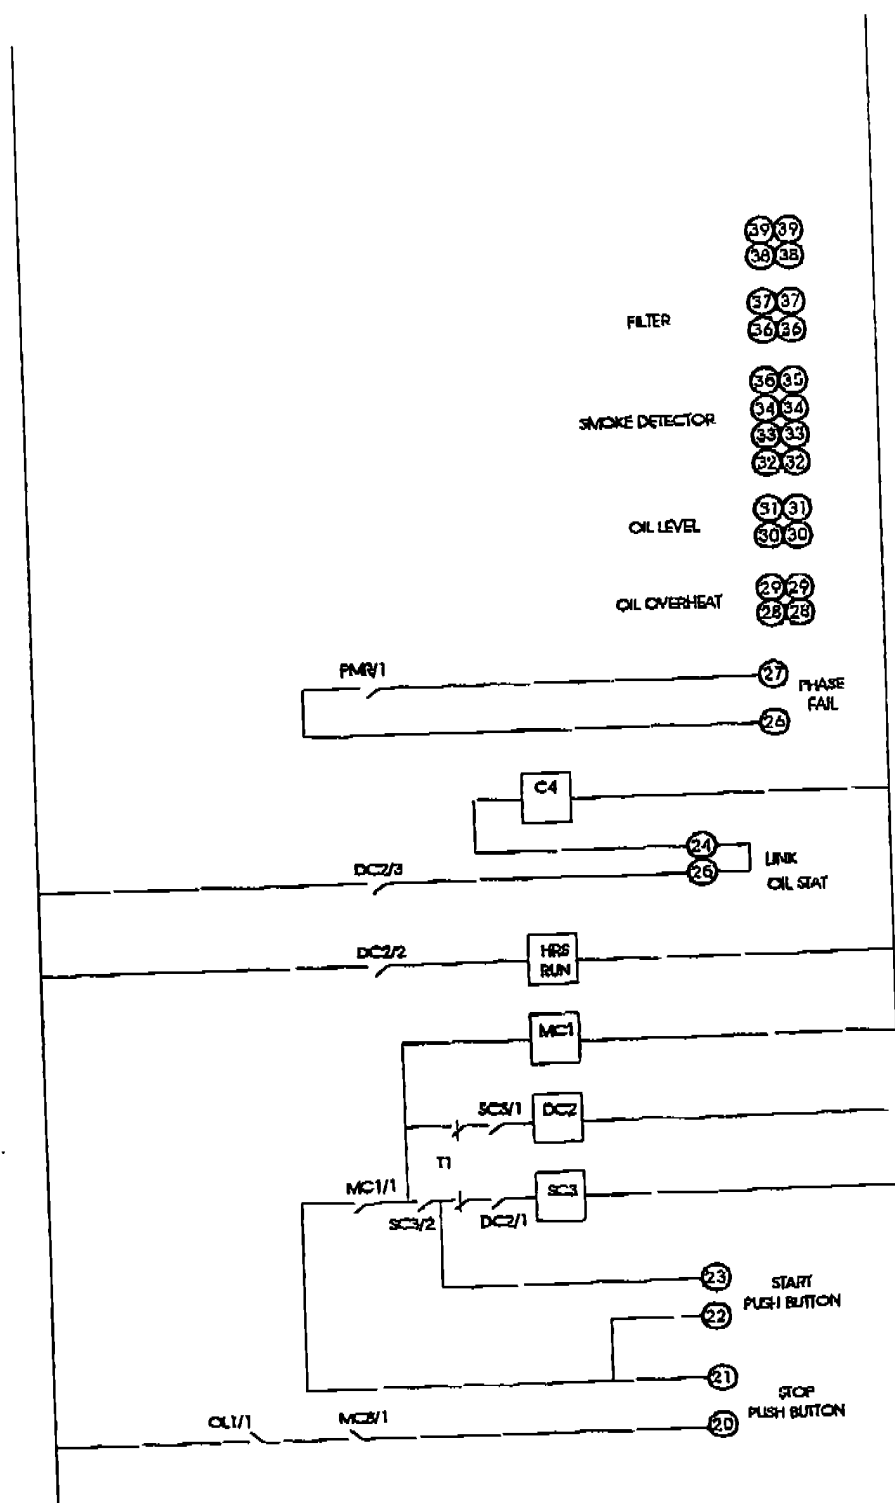 39 39
38 38
37 37
FILTER
36 36
36 35
34 34
SMOKE DETECTOR
33 33
32 32
31 31
OIL LEVEL
30 30
29 29
OIL OVERHEAT
28 28
PMR/1
27
PHASE
FAIL
26
C4
24
LINK
DC2/3
25
OIL STAT
DC2/2
HRS
RUN
MC1
SC3/1
DC2
T1
MC1/1
SC3
SC3/2
DC2/1
23
START
PUSH BUTTON
22
21
STOP
PUSH BUTTON
OL1/1
20